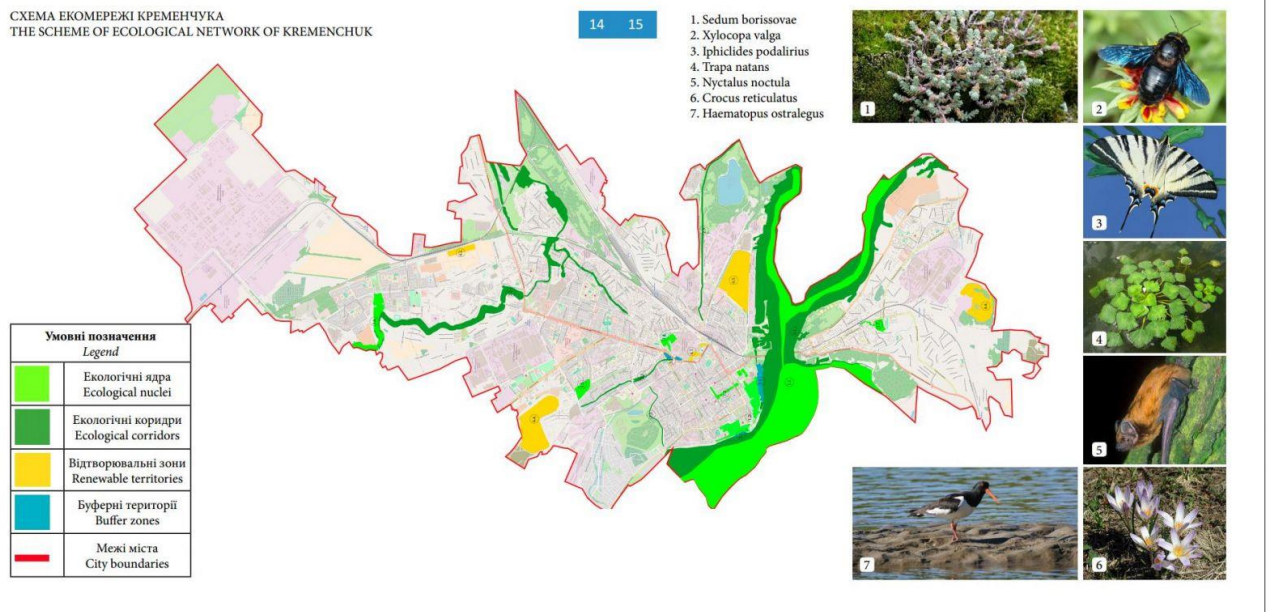 СХЕМА ЕКОМЕРЕЖІ КРЕМЕНЧУКА
THE SCHEME OF ECOLOGICAL NETWORK OF KREMENCHUK
14 15
1. Sedum borissovae
2. Xylocopa valga
3. Iphiclides podalirius
4. Trapa natans
5. Nyctalus noctula
6. Crocus reticulatus
7. Haematopus ostralegus
1
2
3
4
5
6
7
Умовні позначення
Legend
Екологічні ядра
Ecological nuclei
Екологічні коридри
Ecological corridors
Відтворювальні зони
Renewable territories
Буферні території
Buffer zones
Межі міста
City boundaries